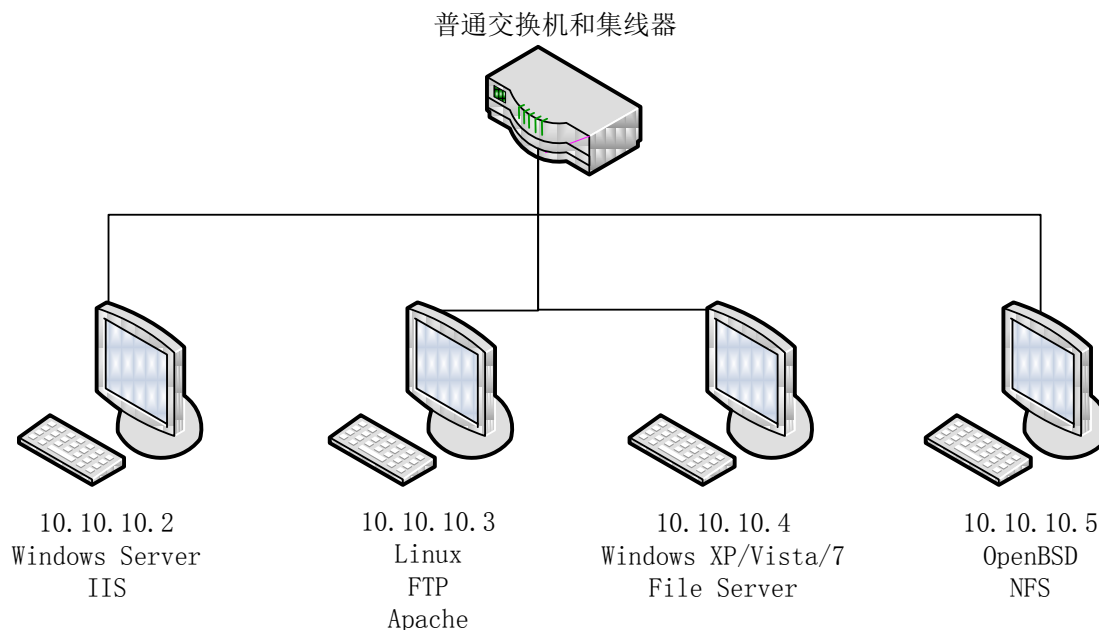 普通交换机和集线器
10.10.10.2
Windows Server
IIS
10.10.10.3
Linux
FTP
Apache
10.10.10.4
Windows XP/Vista/7
File Server
10.10.10.5
OpenBSD
NFS